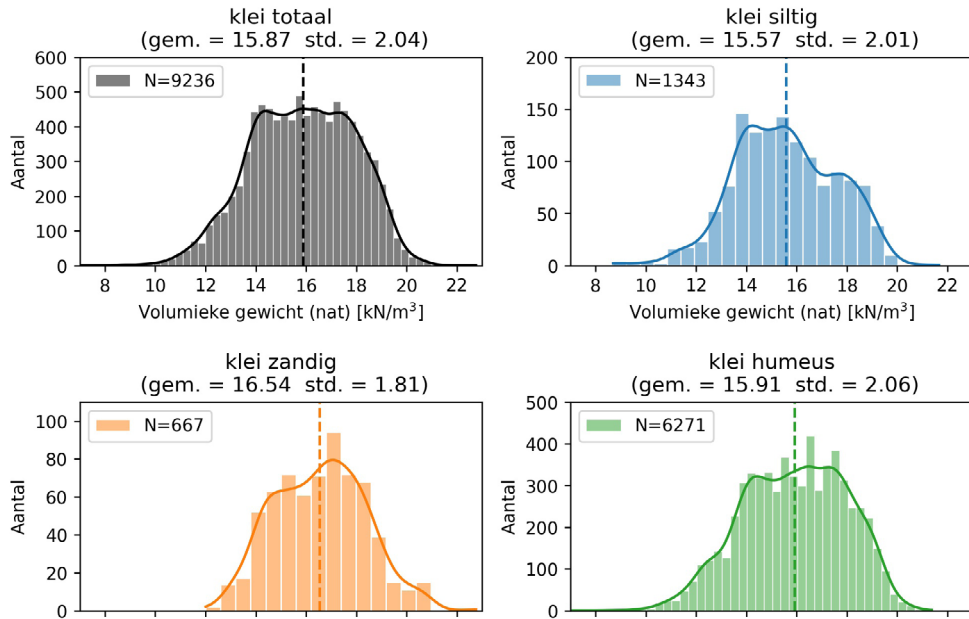 klei totaal
(gem. = 15.87 std. = 2.04)
600
500
400
300
200
100
0
Aantal
N=9236
8 10 12 14 16 18 20 22
Volumieke gewicht (nat) [kN/m³]
klei siltig
(gem. = 15.57 std. = 2.01)
200
150
100
50
0
Aantal
N=1343
8 10 12 14 16 18 20 22
Volumieke gewicht (nat) [kN/m³]
klei zandig
(gem. = 16.54 std. = 1.81)
100
80
60
40
20
0
Aantal
N=667
klei humeus
(gem. = 15.91 std. = 2.06)
500
400
300
200
100
0
Aantal
N=6271